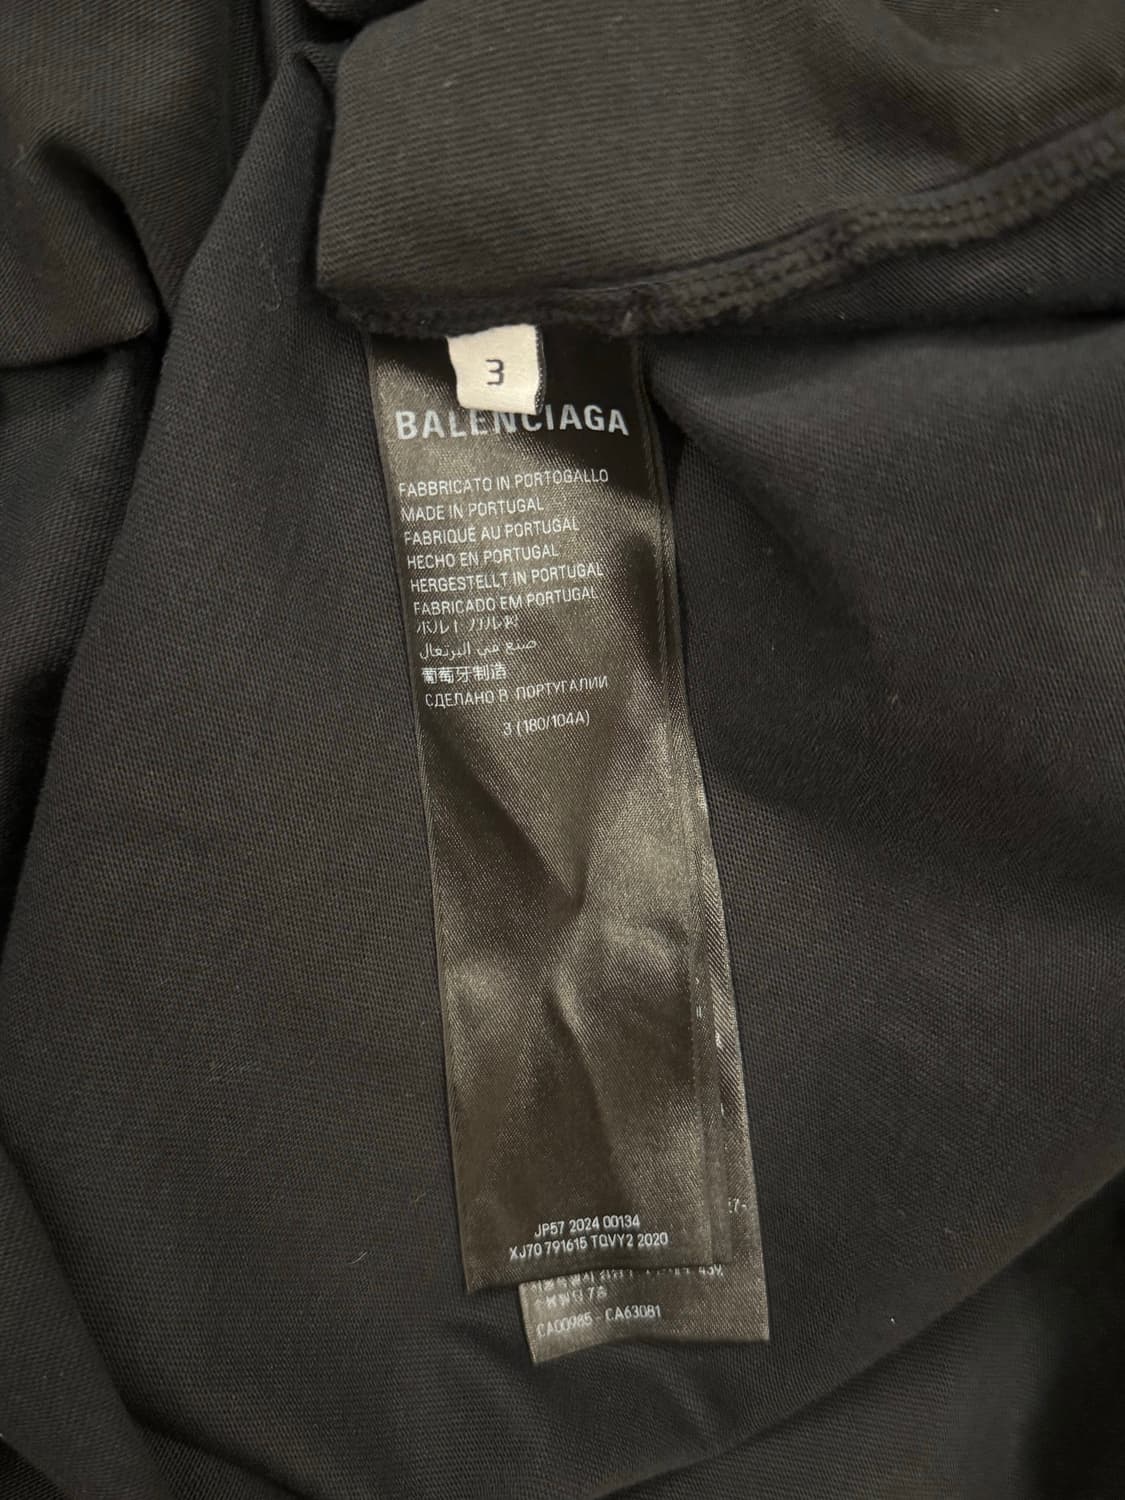 3
BALENCIAGA
FABBRICATO IN PORTOGALLO
MADE IN PORTUGAL
FABRIQUÉ AU PORTUGAL
HECHO EN PORTUGAL
HERGESTELLT IN PORTUGAL
FABRICADO EM PORTUGAL
صنع في البرتغال
葡萄牙制造
СДЕЛАНО В ПОРТУГАЛИИ
3 (180/104A)
JP57 2024 00134
XJ70 791615 TQVY2 2020
CA00985 - CA63081